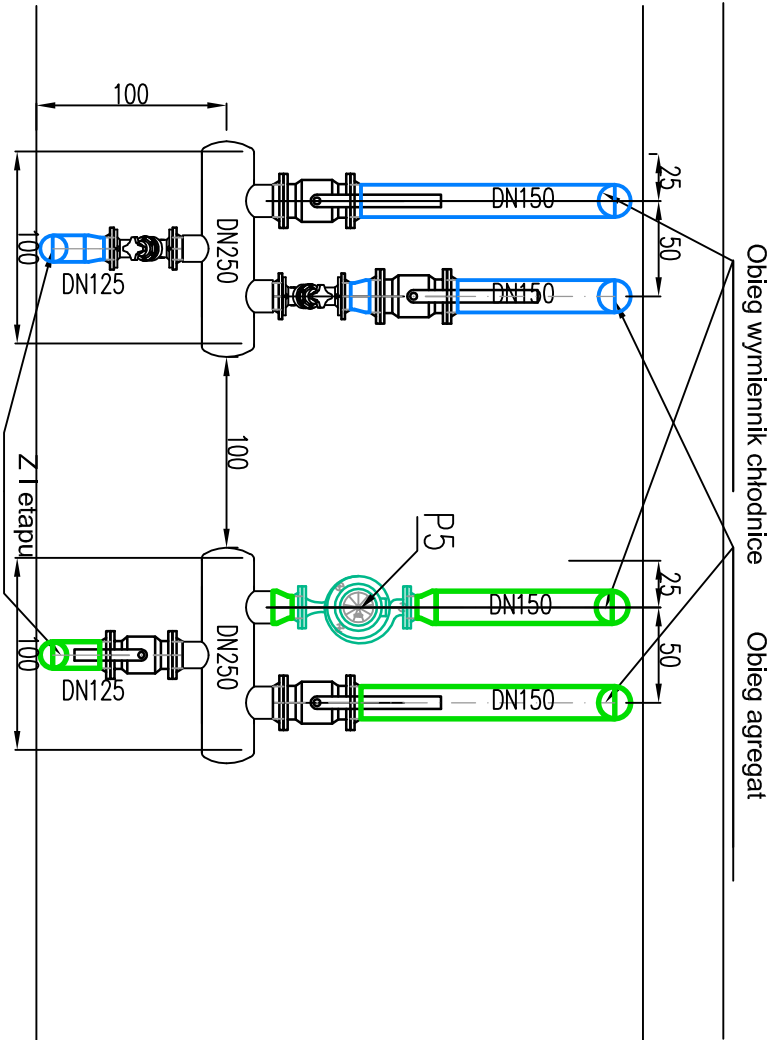 100
25
DN150
50
DN250
100
DN125
DN150
Obieg wymiennik chłodnice
100
Z I etapu
P5
25
DN150
50
DN250
100
DN125
DN150
Obieg agregat